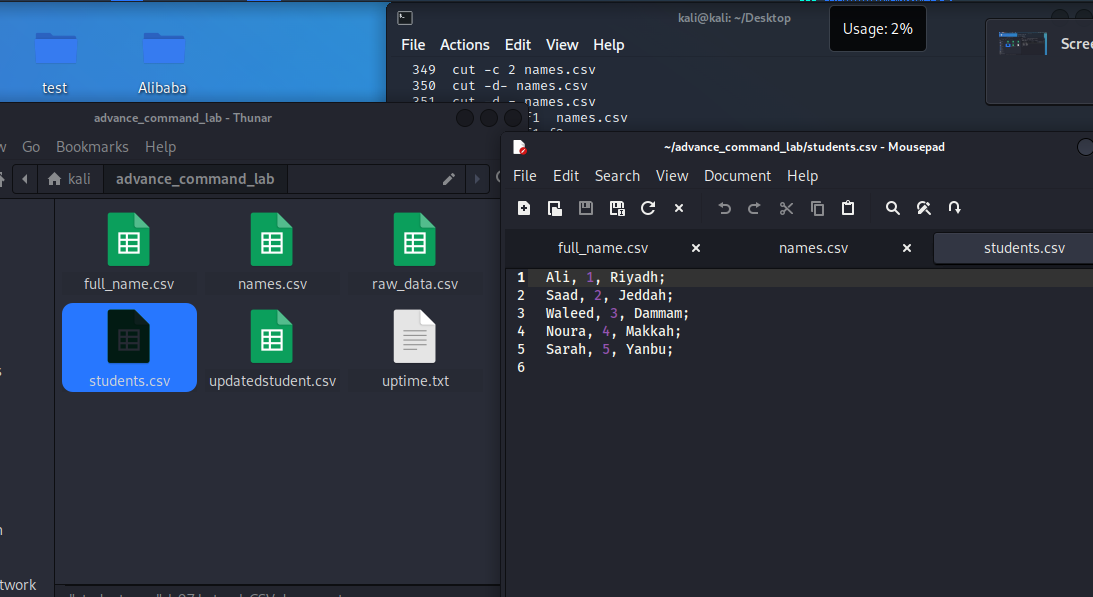 kali@kali: ~/Desktop
Usage: 2%
File Actions Edit View Help
test
Alibaba
349 cut -c 2 names.csv
350 cut -d- names.csv
351 cut -d - names.csv
names.csv
advance_command_lab - Thunar
Go Bookmarks Help
kali
advance_command_lab
full_name.csv
names.csv
raw_data.csv
students.csv
updatedstudent.csv
uptime.txt
~/advance_command_lab/students.csv - Mousepad
File Edit Search View Document Help
full_name.csv
names.csv
students.csv
1 Ali, 1, Riyadh;
2 Saad, 2, Jeddah;
3 Waleed, 3, Dammam;
4 Noura, 4, Makkah;
5 Sarah, 5, Yanbu;
6